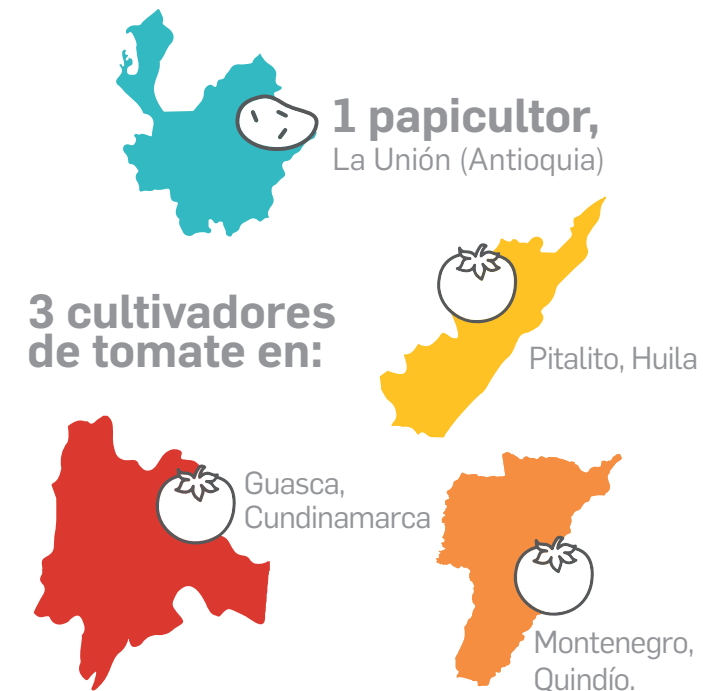 1 papicultor,
La Unión (Antioquia)
3 cultivadores
de tomate en:
Pitalito, Huila
Guasca,
Cundinamarca
Montenegro,
Quindío.